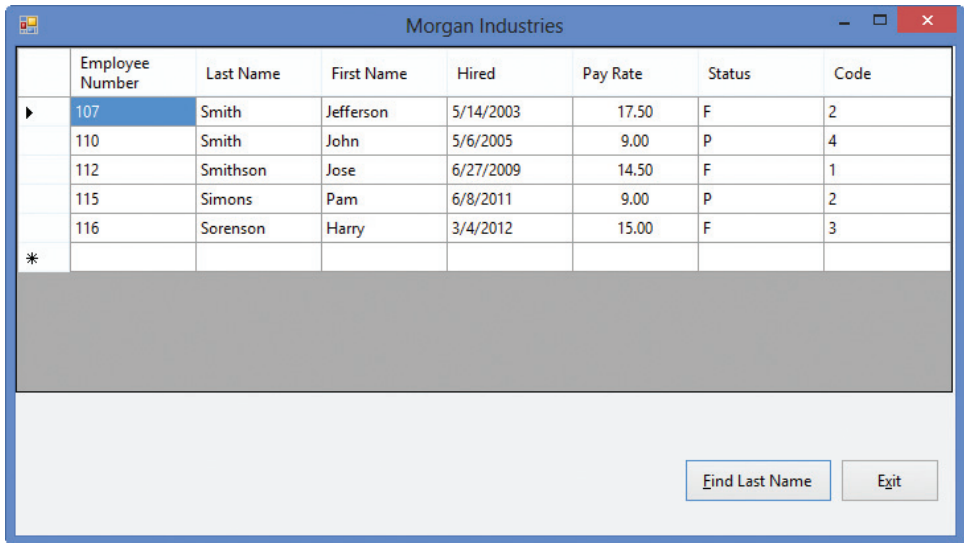 Morgan Industries
Employee Number Last Name First Name Hired Pay Rate Status Code
107 Smith Jefferson 5/14/2003 17.50 F 2
110 Smith John 5/6/2005 9.00 P 4
112 Smithson Jose 6/27/2009 14.50 F 1
115 Simons Pam 6/8/2011 9.00 P 2
116 Sorenson Harry 3/4/2012 15.00 F 3
Find Last Name Exit